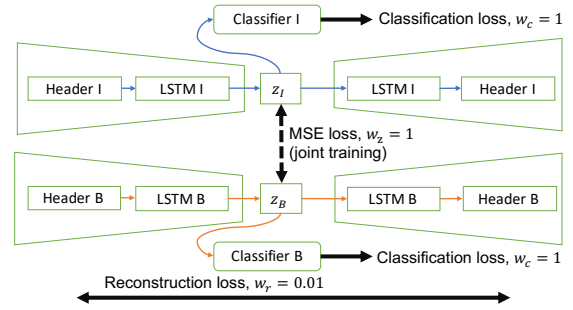 Classifier I
Classification loss, w_c = 1
Header I
LSTM I
z_I
LSTM I
Header I
MSE loss, w_z = 1
(joint training)
Header B
LSTM B
z_B
LSTM B
Header B
Classifier B
Classification loss, w_c = 1
Reconstruction loss, w_r = 0.01